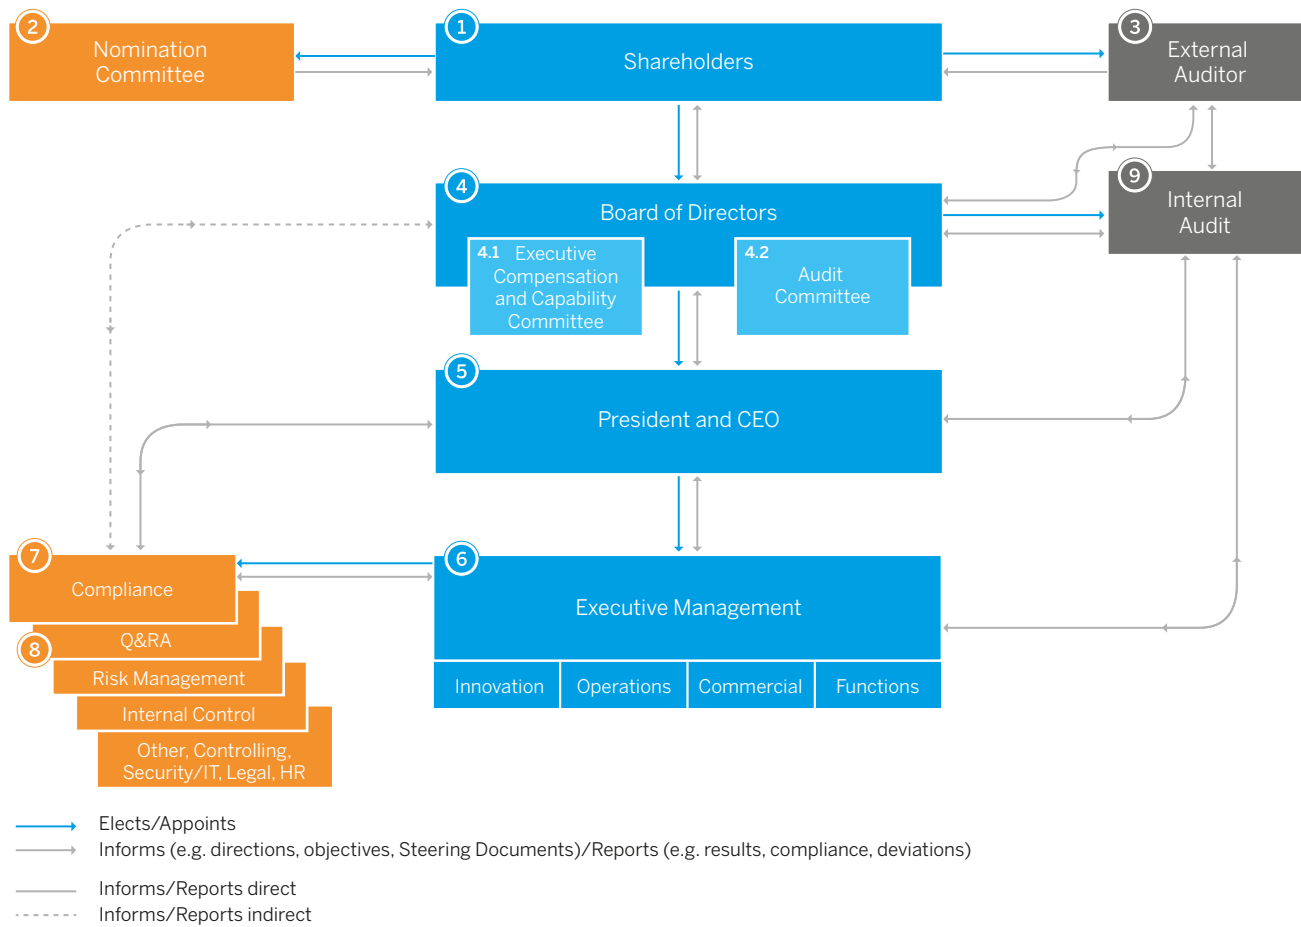 2
Nomination
Committee
1
Shareholders
3
External
Auditor
4
Board of Directors
4.1 Executive
Compensation
and Capability
Committee
4.2
Audit
Committee
9
Internal
Audit
5
President and CEO
7
Compliance
8
Q&RA
Risk Management
Internal Control
Other, Controlling,
Security/IT, Legal, HR
6
Executive Management
Innovation
Operations
Commercial
Functions
Elects/Appoints
Informs (e.g. directions, objectives, Steering Documents)/Reports (e.g. results, compliance, deviations)
Informs/Reports direct
Informs/Reports indirect